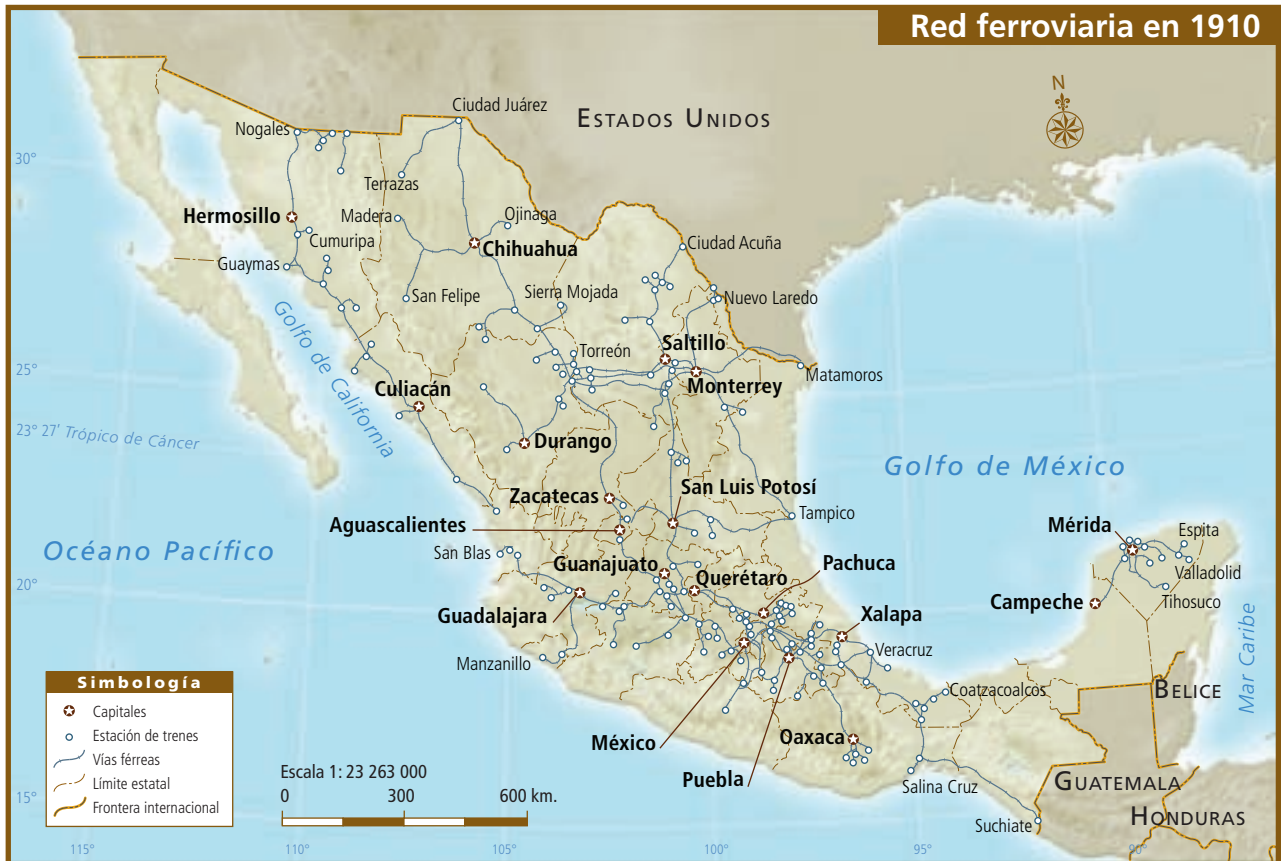 Red ferroviaria en 1910
N
Ciudad Juárez
ESTADOS UNIDOS
Nogales
30°
Terrazas
Hermosillo
Madera
Ojinaga
Cumuripa
Chihuahua
Ciudad Acuña
Guaymas
San Felipe
Sierra Mojada
Nuevo Laredo
Golfo de California
Torreón
Saltillo
25°
Matamoros
Culiacán
Monterrey
23° 27' Trópico de Cáncer
Durango
Golfo de México
Zacatecas
San Luis Potosí
Aguascalientes
Tampico
Mérida
Espita
Océano Pacífico
San Blas
Guanajuato
Querétaro
Pachuca
Valladolid
20°
Campeche
Tihosuco
Guadalajara
Xalapa
Manzanillo
Veracruz
Mar Caribe
Simbología
Capitales
Estación de trenes
Vías férreas
Límite estatal
Frontera internacional
Coatzacoalcos
BELICE
México
Oaxaca
Escala 1: 23 263 000
0 300 600 km.
Puebla
Salina Cruz
GUATEMALA
15°
HONDURAS
Suchiate
115° 110° 105° 100° 95° 90°